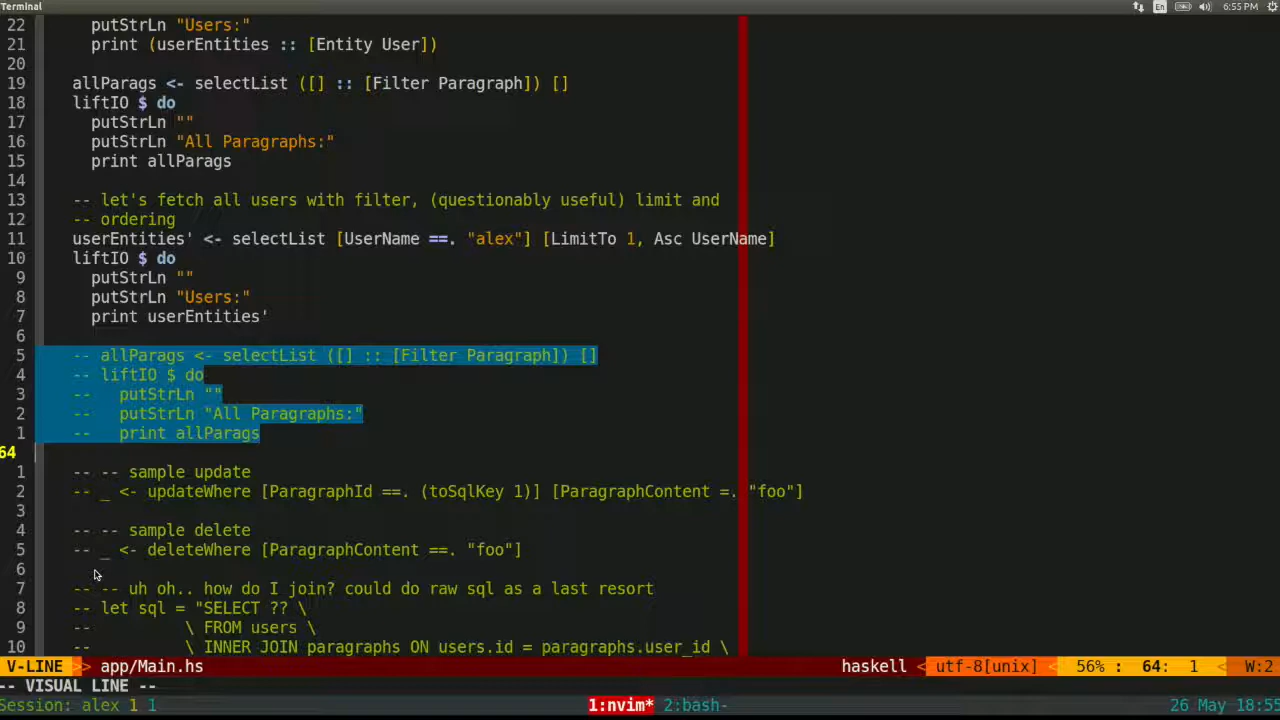 Terminal
En
6:55 PM
22 putStrLn "Users:"
21 print (userEntities :: [Entity User])
20
19 allParags <- selectList ([] :: [Filter Paragraph]) []
18 liftIO $ do
17 putStrLn ""
16 putStrLn "All Paragraphs:"
15 print allParags
14
13 -- let's fetch all users with filter, (questionably useful) limit and
12 -- ordering
11 userEntities' <- selectList [UserName ==. "alex"] [LimitTo 1, Asc UserName]
10 liftIO $ do
9 putStrLn ""
8 putStrLn "Users:"
7 print userEntities'
6
5 -- allParags <- selectList ([] :: [Filter Paragraph]) []
4 -- liftIO $ do
3 --   putStrLn ""
2 --   putStrLn "All Paragraphs:"
1 --   print allParags
64
1 -- -- sample update
2 -- _ <- updateWhere [ParagraphId ==. (toSqlKey 1)] [ParagraphContent =. "foo"]
3
4 -- -- sample delete
5 -- _ <- deleteWhere [ParagraphContent ==. "foo"]
6
7 -- -- uh oh.. how do I join? could do raw sql as a last resort
8 -- let sql = "SELECT ?? \
9 --          \ FROM users \
10 --          \ INNER JOIN paragraphs ON users.id = paragraphs.user_id \
V-LINE >> app/Main.hs haskell < utf-8[unix] < 56% : 64: 1 < W:2
-- VISUAL LINE --
Session: alex 1 1 1:nvim* 2:bash- 26 May 18:55